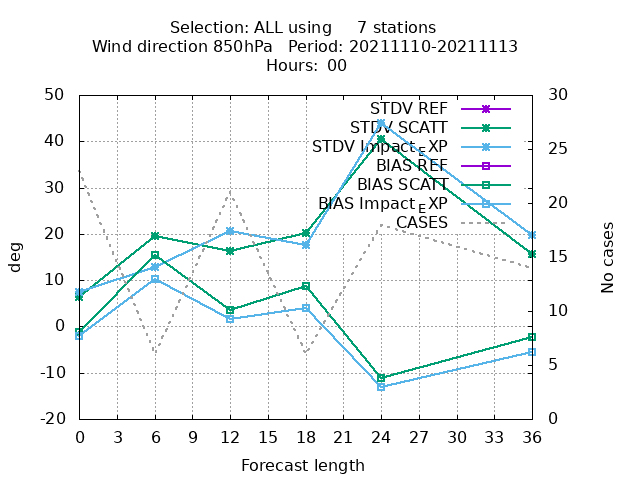 Selection: ALL using     7 stations
Wind direction 850hPa   Period: 20211110-20211113
Hours: 00
50 30
STDV REF
STDV SCATT
40 25
STDV Impact_EXP
BIAS REF
30
BIAS SCATT
20
BIAS Impact_EXP
CASES
20
15
10
10
0
5
-10
-20 0
deg
No cases
0 3 6 9 12 15 18 21 24 27 30 33 36
Forecast length